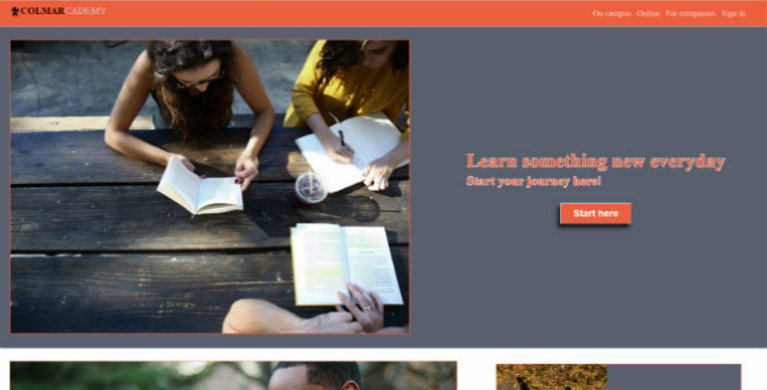 COLMARCADEMY
On campus Online For companies Sign in
Learn something new everyday
Start your journey here!
Start here